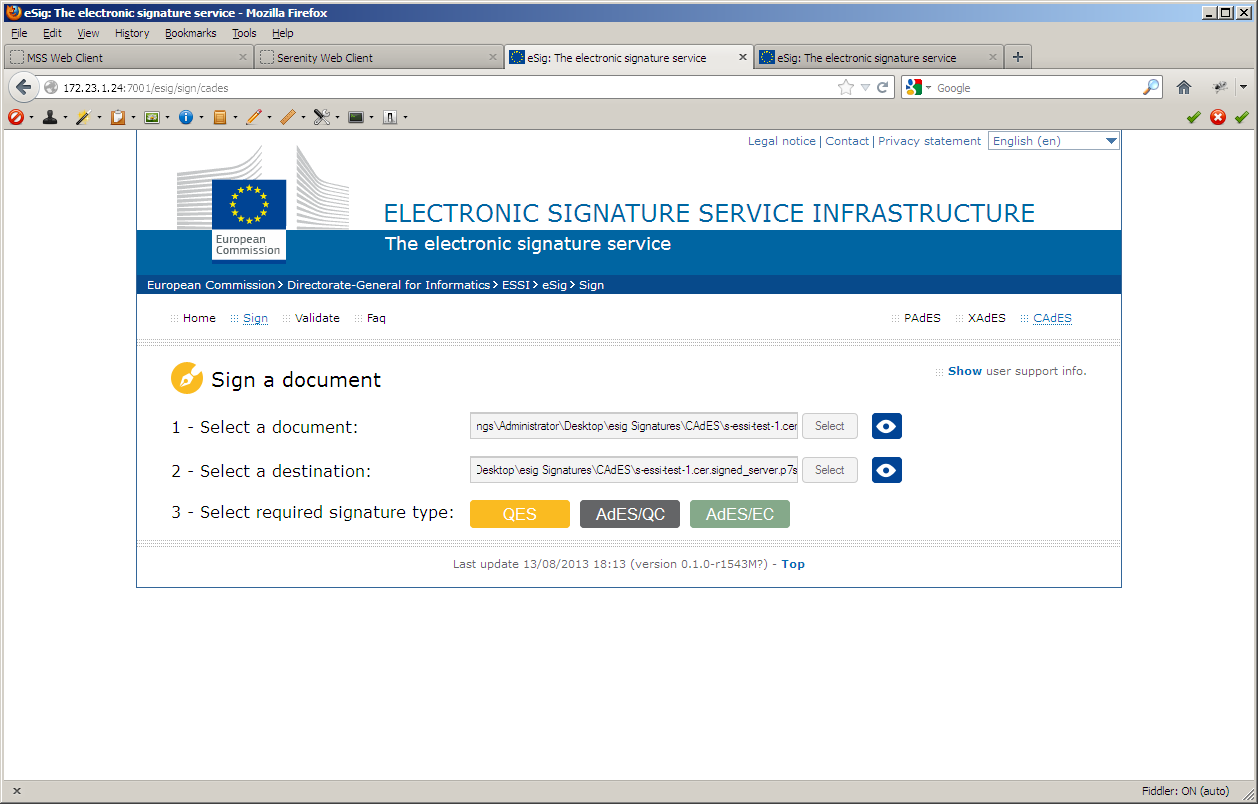 eSig: The electronic signature service - Mozilla Firefox
File Edit View History Bookmarks Tools Help
MSS Web Client Serenity Web Client eSig: The electronic signature service eSig: The electronic signature service
172.23.1.24:7001/esig/sign/cades Google
Legal notice | Contact | Privacy statement English (en)
ELECTRONIC SIGNATURE SERVICE INFRASTRUCTURE
The electronic signature service
European
Commission
European Commission > Directorate-General for Informatics > ESSI > eSig > Sign
Home Sign Validate Faq PAdES XAdES CAdES
Sign a document
Show user support info.
1 - Select a document: ngs\Administrator\Desktop\esig Signatures\CAdES\s-essi-test-1.cer Select
2 - Select a destination: Desktop\esig Signatures\CAdES\s-essi-test-1.cer.signed_server.p7s Select
3 - Select required signature type: QES AdES/QC AdES/EC
Last update 13/08/2013 18:13 (version 0.1.0-r1543M?) - Top
Fiddler: ON (auto)